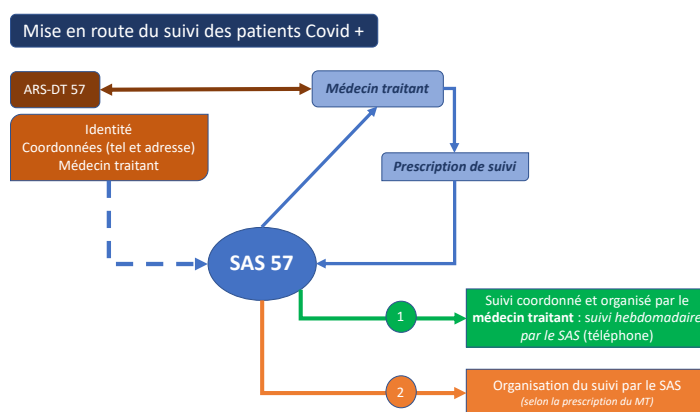 Mise en route du suivi des patients Covid +
ARS-DT 57
Médecin traitant
Identité
Coordonnées (tel et adresse)
Médecin traitant
Prescription de suivi
SAS 57
1
Suivi coordonné et organisé par le
médecin traitant : suivi hebdomadaire
par le SAS (téléphone)
2
Organisation du suivi par le SAS
(selon la prescription du MT)